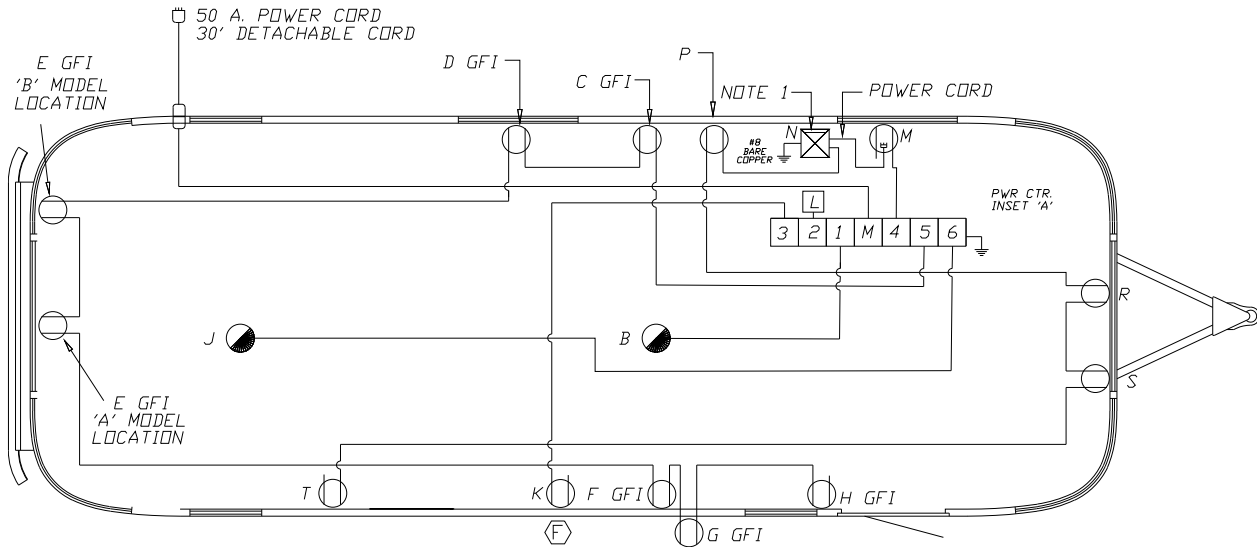 50 A. POWER CORD
30' DETACHABLE CORD
E GFI
'B' MODEL
LOCATION
D GFI
C GFI
P
NOTE 1
POWER CORD
N
M
#8
BARE
COPPER
PWR CTR.
INSET 'A'
L
3 2 1 M 4 5 6
R
J
B
S
E GFI
'A' MODEL
LOCATION
T
K
F GFI
H GFI
F
G GFI